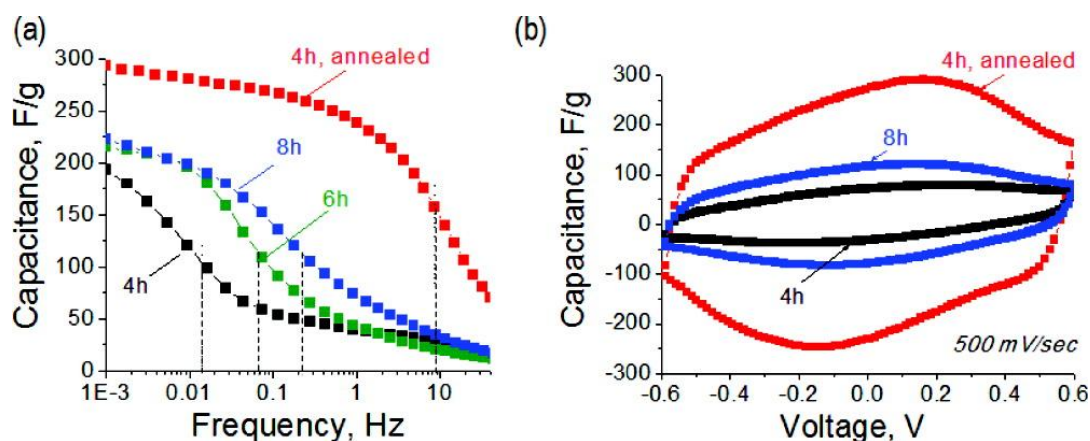 (a)
4h, annealed
300
250
200
150
100
50
0
8h
6h
4h
1E-3
0.01
0.1
1
10
Capacitance, F/g
Frequency, Hz
(b)
4h, annealed
300
200
100
0
-100
-200
-300
8h
4h
500 mV/sec
-0.6
-0.4
-0.2
0.0
0.2
0.4
0.6
Capacitance, F/g
Voltage, V